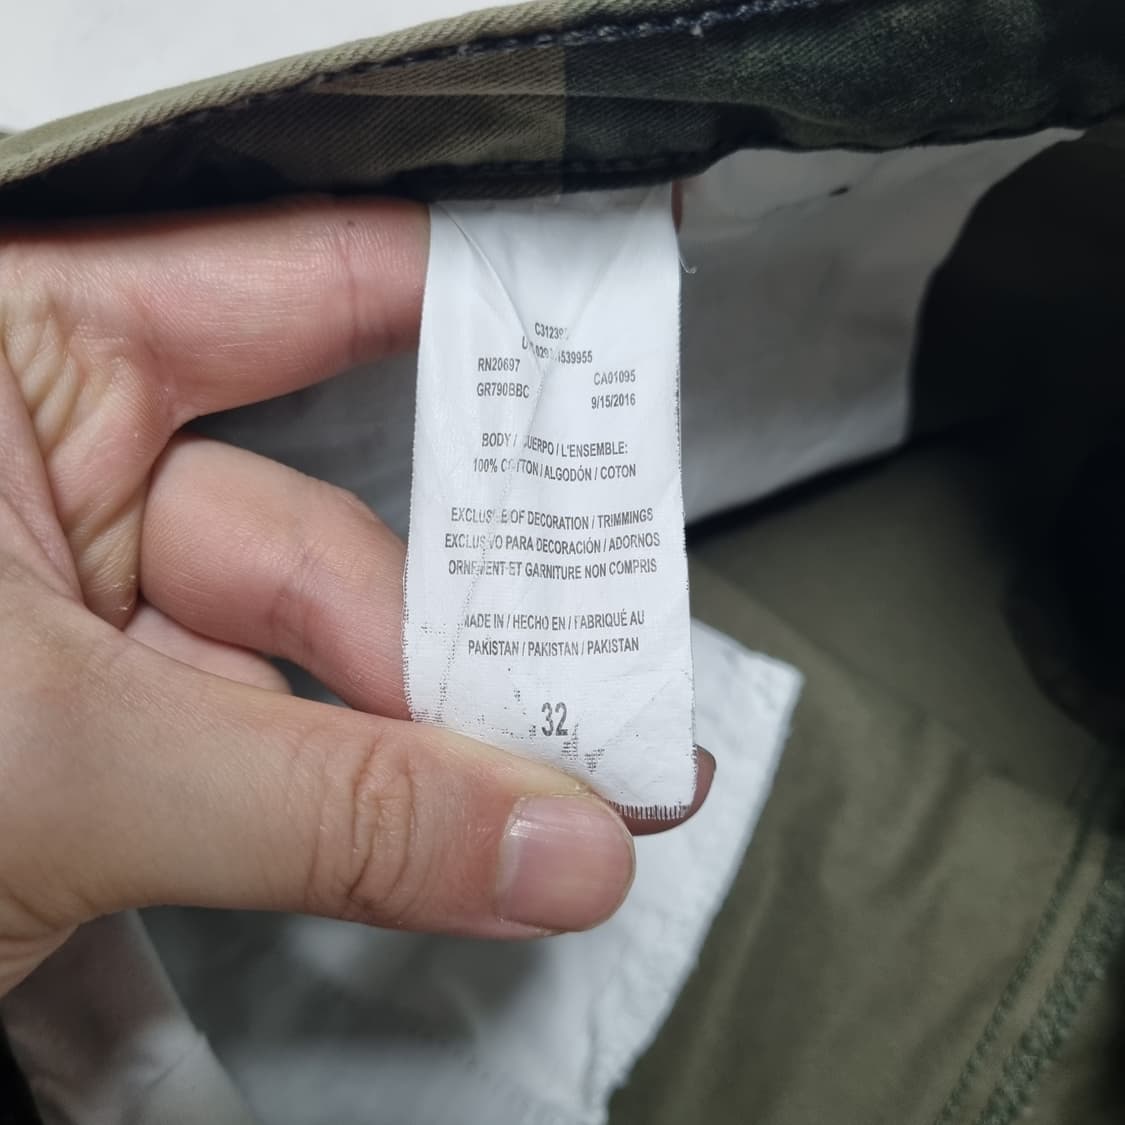 RN20697
CA01095
GR790BBC
9/15/2016
BODY / CUERPO / L'ENSEMBLE:
100% COTTON / ALGODÓN / COTON
EXCLUSIVE OF DECORATION / TRIMMINGS
EXCLUSIVO PARA DECORACIÓN / ADORNOS
ORNEMENT ET GARNITURE NON COMPRIS
MADE IN / HECHO EN / FABRIQUÉ AU
PAKISTAN / PAKISTAN / PAKISTAN
32